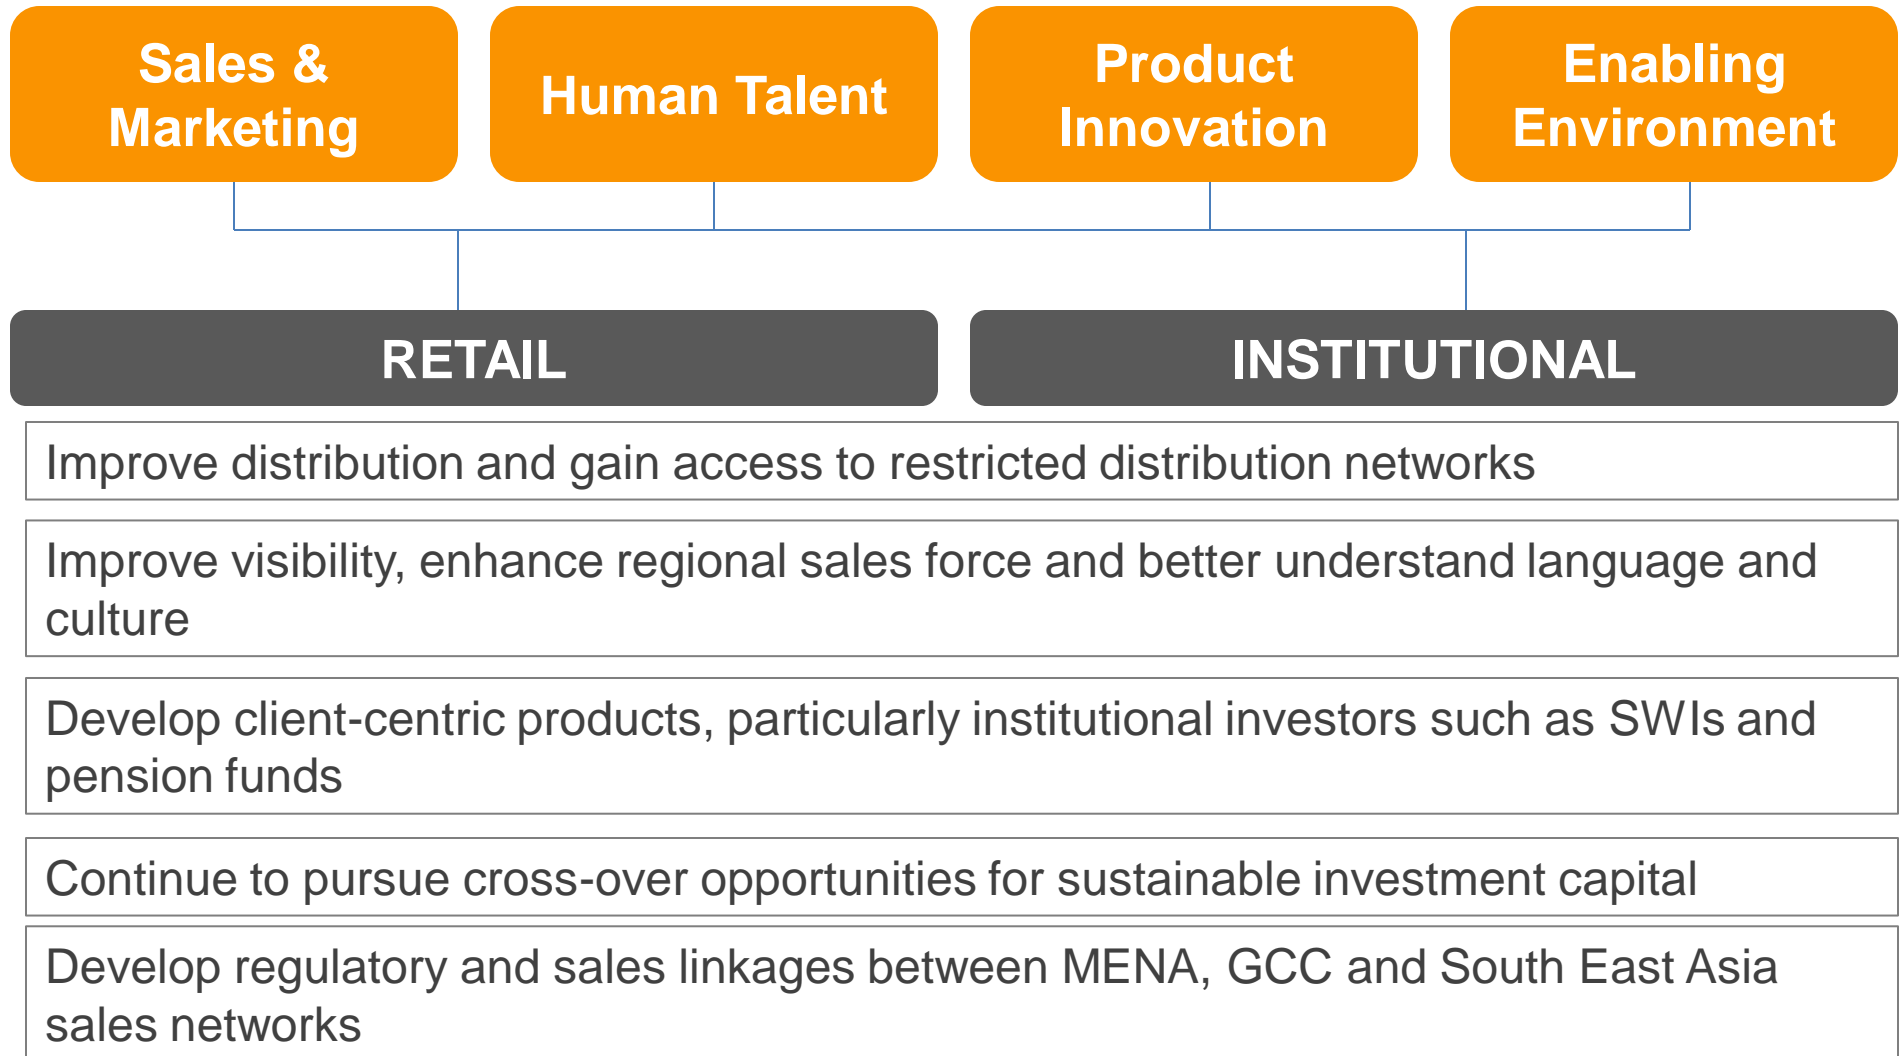 Sales &
Marketing
Human Talent
Product
Innovation
Enabling
Environment
RETAIL
INSTITUTIONAL
Improve distribution and gain access to restricted distribution networks
Improve visibility, enhance regional sales force and better understand language and
culture
Develop client-centric products, particularly institutional investors such as SWIs and
pension funds
Continue to pursue cross-over opportunities for sustainable investment capital
Develop regulatory and sales linkages between MENA, GCC and South East Asia
sales networks